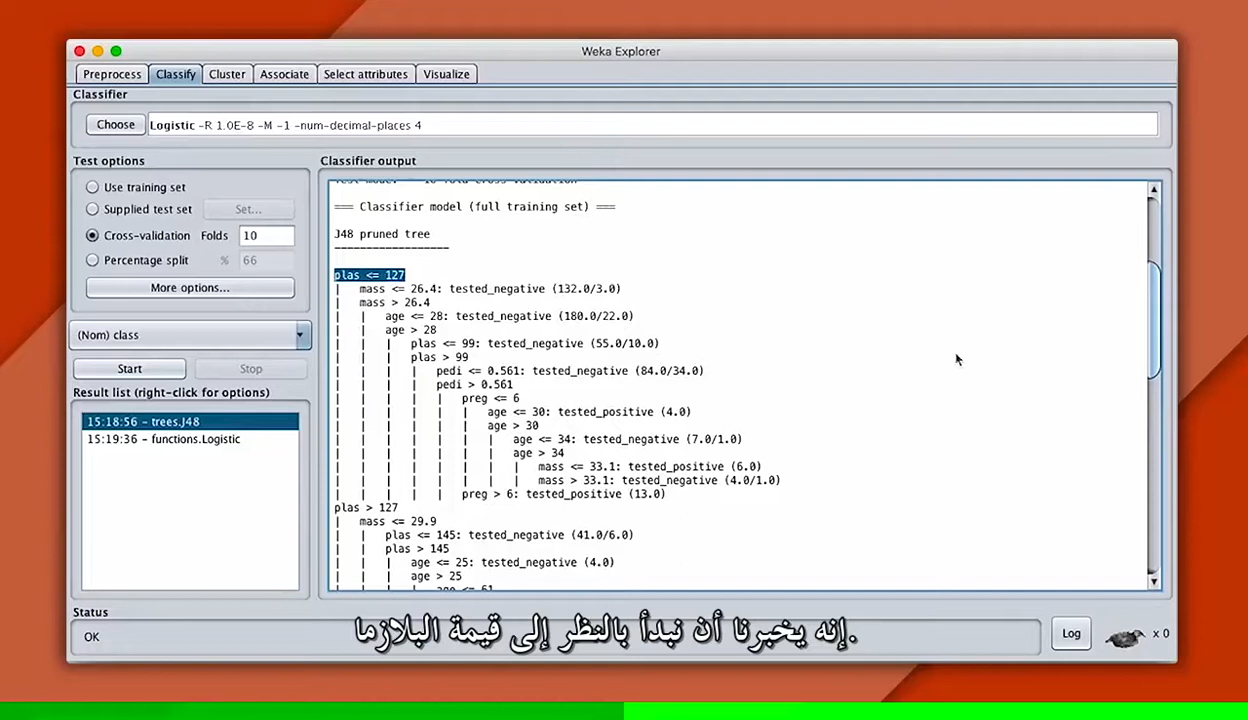 Weka Explorer
Preprocess Classify Cluster Associate Select attributes Visualize
Classifier
Choose Logistic -R 1.0E-8 -M -1 -num-decimal-places 4
Test options
Use training set
Supplied test set Set...
Cross-validation Folds 10
Percentage split % 66
More options...
(Nom) class
Start Stop
Result list (right-click for options)
15:18:56 - trees.J48
15:19:36 - functions.Logistic
Classifier output
=== Classifier model (full training set) ===
J48 pruned tree
------------------
plas <= 127
| mass <= 26.4: tested_negative (132.0/3.0)
| mass > 26.4
| | age <= 28: tested_negative (180.0/22.0)
| | age > 28
| | | plas <= 99: tested_negative (55.0/10.0)
| | | plas > 99
| | | | pedi <= 0.561: tested_negative (84.0/34.0)
| | | | pedi > 0.561
| | | | | preg <= 6
| | | | | | age <= 30: tested_positive (4.0)
| | | | | | age > 30
| | | | | | | age <= 34: tested_negative (7.0/1.0)
| | | | | | | age > 34
| | | | | | | | mass <= 33.1: tested_positive (6.0)
| | | | | | | | mass > 33.1: tested_negative (4.0/1.0)
| | | | | preg > 6: tested_positive (13.0)
plas > 127
| mass <= 29.9
| | plas <= 145: tested_negative (41.0/6.0)
| | plas > 145
| | | age <= 25: tested_negative (4.0)
| | | age > 25
Status
OK
Log x 0
إنه يخبرنا أن نبدأ بالنظر إلى قيمة البلازما.